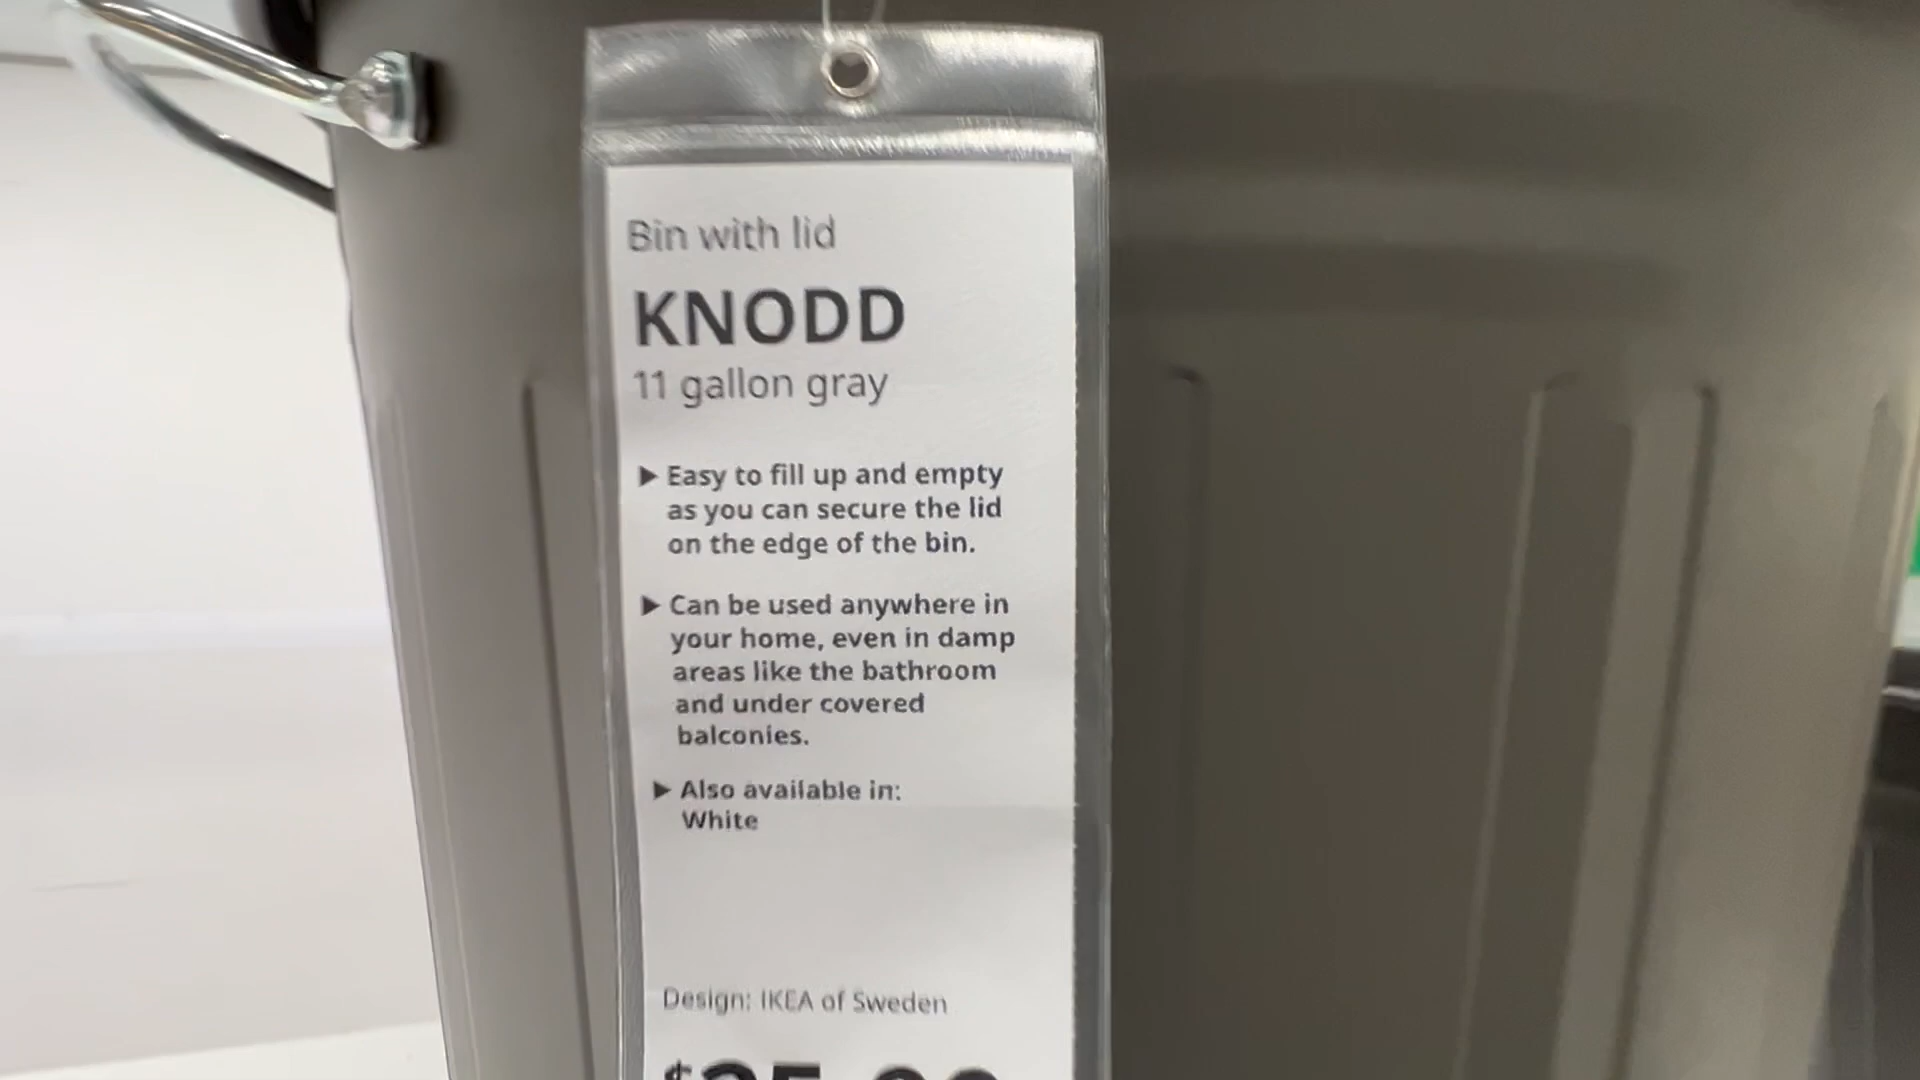 Bin with lid
KNODD
11 gallon gray
▶ Easy to fill up and empty
as you can secure the lid
on the edge of the bin.
▶ Can be used anywhere in
your home, even in damp
areas like the bathroom
and under covered
balconies.
▶ Also available in:
White
Design: IKEA of Sweden